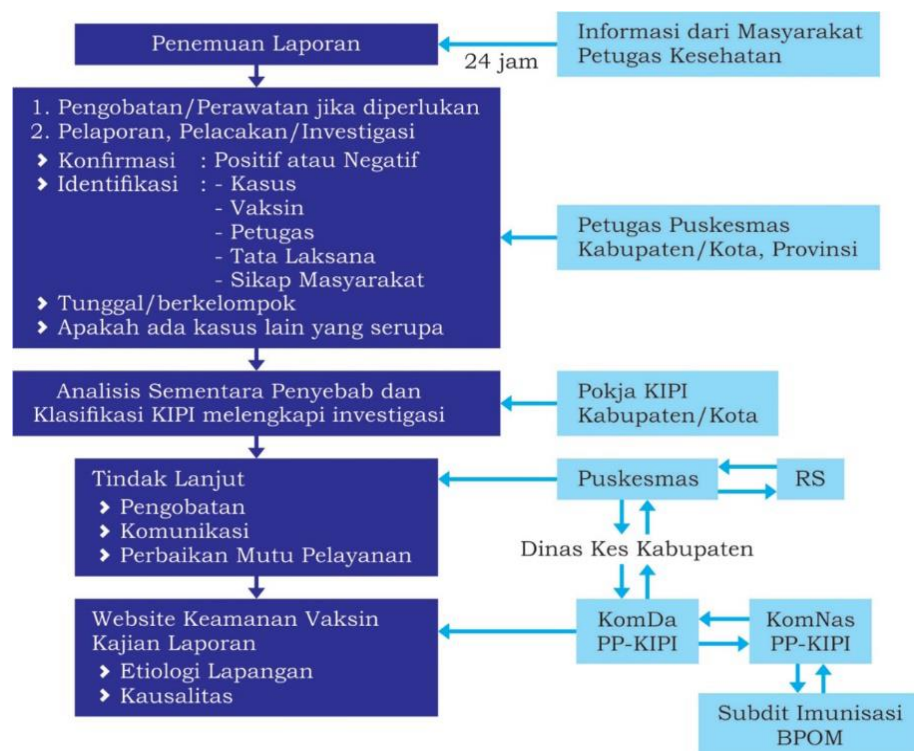 Penemuan Laporan
24 jam
Informasi dari Masyarakat
Petugas Kesehatan
1. Pengobatan/Perawatan jika diperlukan
2. Pelaporan, Pelacakan/Investigasi
Konfirmasi : Positif atau Negatif
Identifikasi : - Kasus
- Vaksin
- Petugas
- Tata Laksana
- Sikap Masyarakat
Tunggal/berkelompok
Apakah ada kasus lain yang serupa
Petugas Puskesmas
Kabupaten/Kota, Provinsi
Analisis Sementara Penyebab dan
Klasifikasi KIPI melengkapi investigasi
Pokja KIPI
Kabupaten/Kota
Tindak Lanjut
Pengobatan
Komunikasi
Perbaikan Mutu Pelayanan
Puskesmas
RS
Dinas Kes Kabupaten
Website Keamanan Vaksin
Kajian Laporan
Etiologi Lapangan
Kausalitas
KomDa
PP-KIPI
KomNas
PP-KIPI
Subdit Imunisasi
BPOM